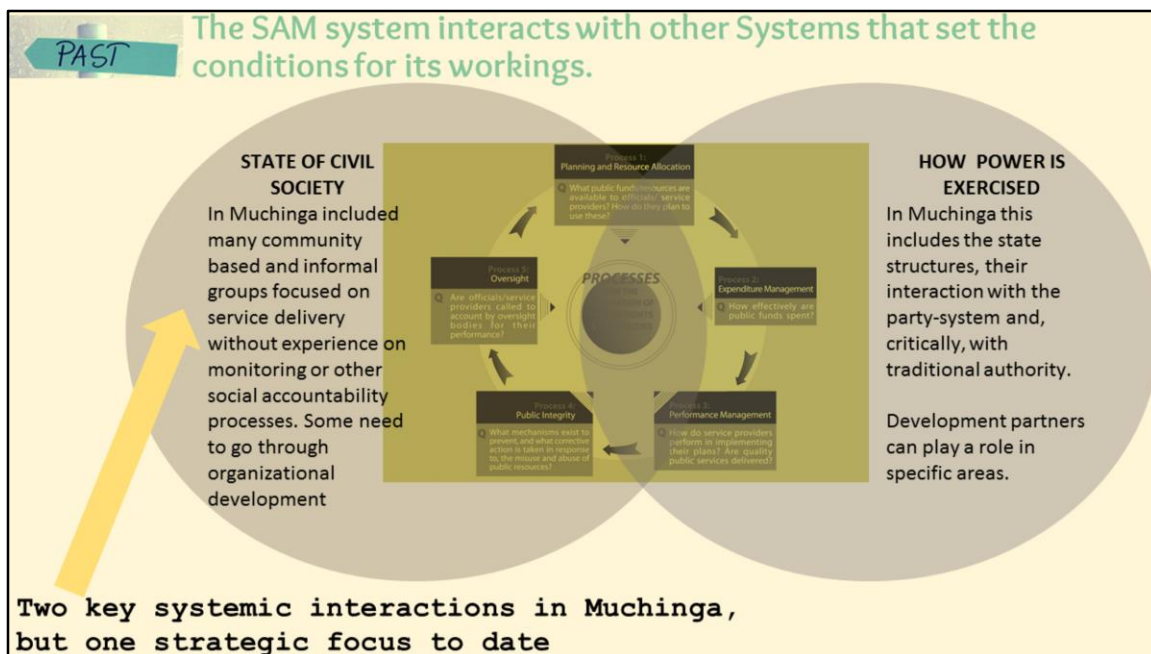 PAST
The SAM system interacts with other Systems that set the
conditions for its workings.
STATE OF CIVIL
SOCIETY
In Muchinga included
many community
based and informal
groups focused on
service delivery
without experience on
monitoring or other
social accountability
processes. Some need
to go through
organizational
development
Process 1:
Planning and Resource Allocation
Q What public funds/resources are
available to officials/ service
providers? How do they plan to
use these?
Process 2:
Expenditure Management
Q How effectively are
public funds spent?
Process 3:
Performance Management
Q How do service providers
perform in implementing
their plans? Are quality
public services delivered?
Process 4:
Public Integrity
Q What mechanisms exist to
prevent, and what corrective
action is taken in response
to, the misuse and abuse of
public resources?
Process 5:
Oversight
Q Are officials/service
providers called to
account by oversight
bodies for their
performance?
PROCESSES
HOW POWER IS
EXERCISED
In Muchinga this
includes the state
structures, their
interaction with the
party-system and,
critically, with
traditional authority.
Development partners
can play a role in
specific areas.
Two key systemic interactions in Muchinga,
but one strategic focus to date